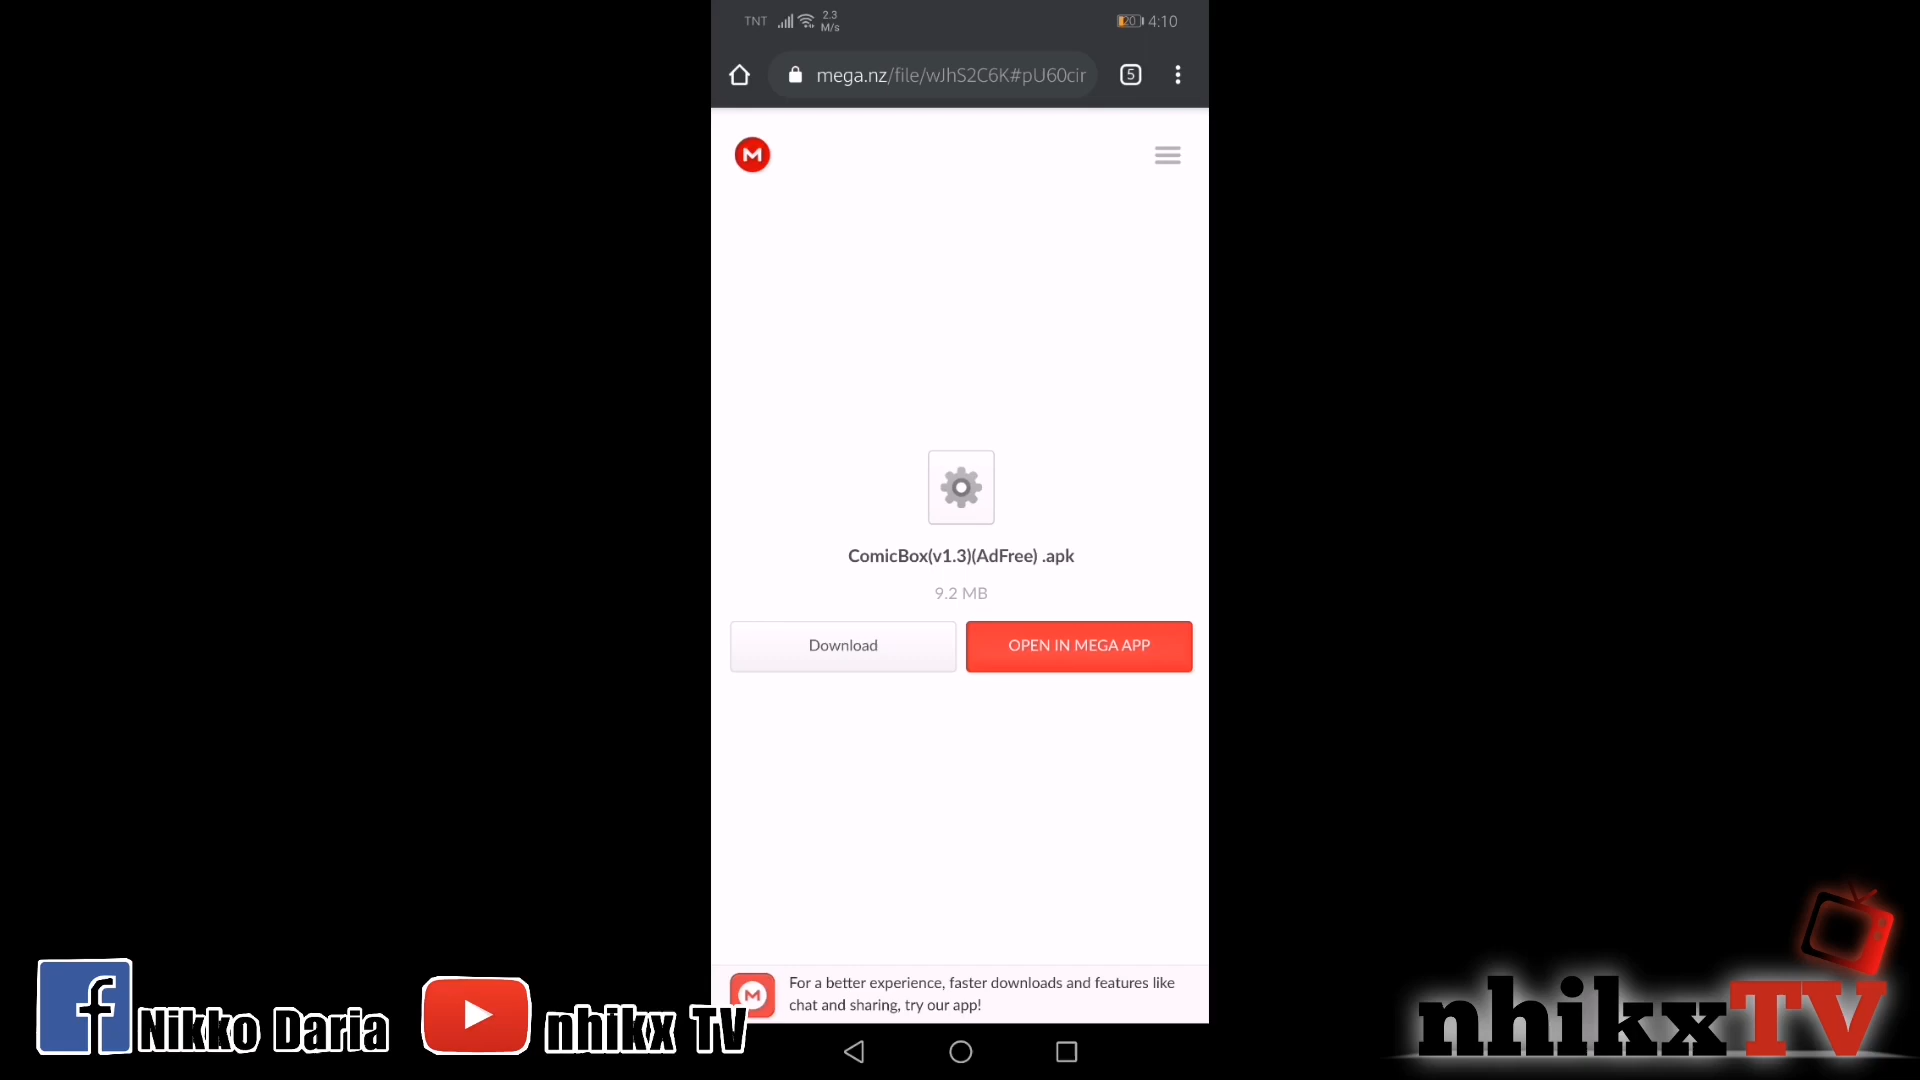 TNT 2.3 M/s 20 4:10
mega.nz/file/wJhS2C6K#pU60cir 5
M
ComicBox(v1.3)(AdFree) .apk
9.2 MB
Download OPEN IN MEGA APP
M For a better experience, faster downloads and features like
chat and sharing, try our app!
f Nikko Daria nhikx TV
nhikxTV